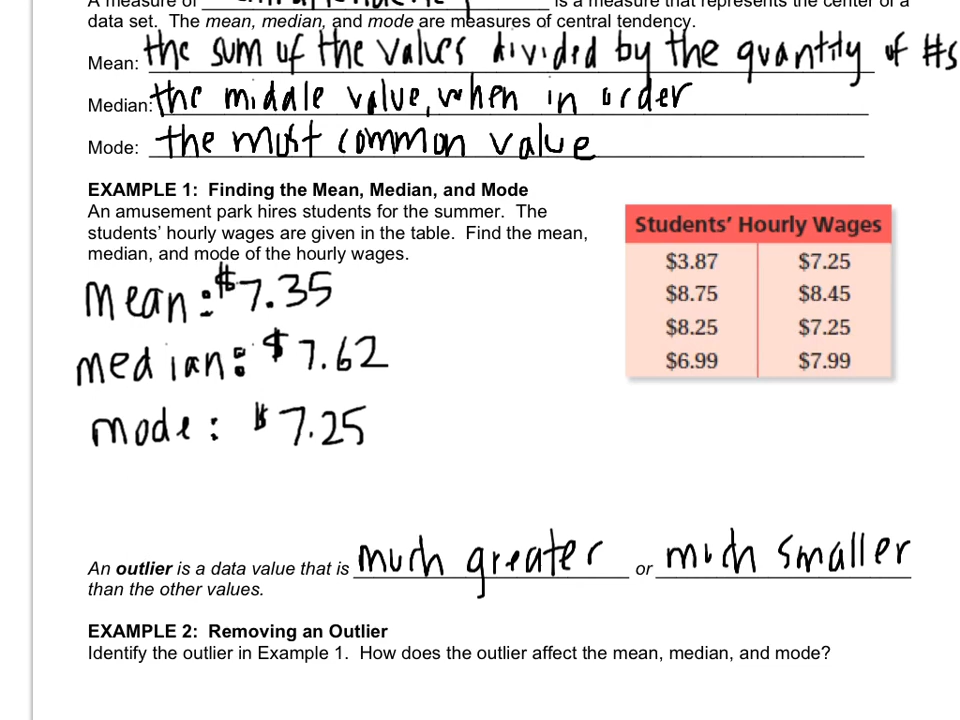 A measure of is a measure that represents the center of a
data set. The mean, median, and mode are measures of central tendency.
Mean: the sum of the values divided by the quantity of #s
Median: the middle value, when in order
Mode: the most common value
EXAMPLE 1: Finding the Mean, Median, and Mode
An amusement park hires students for the summer. The
students' hourly wages are given in the table. Find the mean,
median, and mode of the hourly wages.
Students' Hourly Wages
$3.87 $7.25
$8.75 $8.45
$8.25 $7.25
$6.99 $7.99
mean: $7.35
median: $7.62
mode: $7.25
An outlier is a data value that is much greater or much smaller
than the other values.
EXAMPLE 2: Removing an Outlier
Identify the outlier in Example 1. How does the outlier affect the mean, median, and mode?